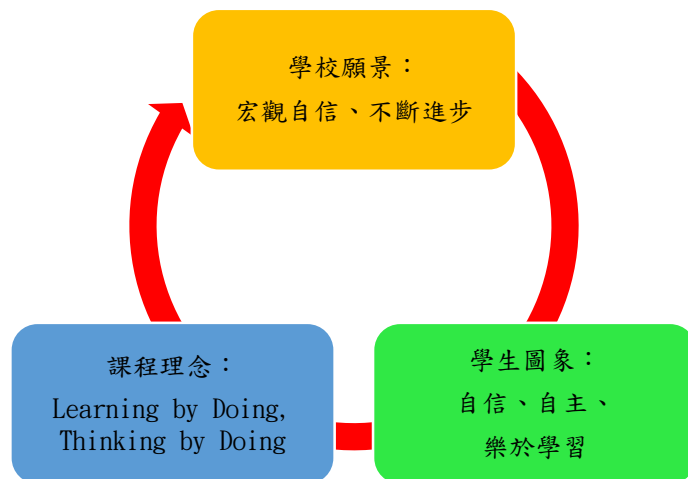 學校願景：
宏觀自信、不斷進步
課程理念：
Learning by Doing,
Thinking by Doing
學生圖象：
自信、自主、
樂於學習